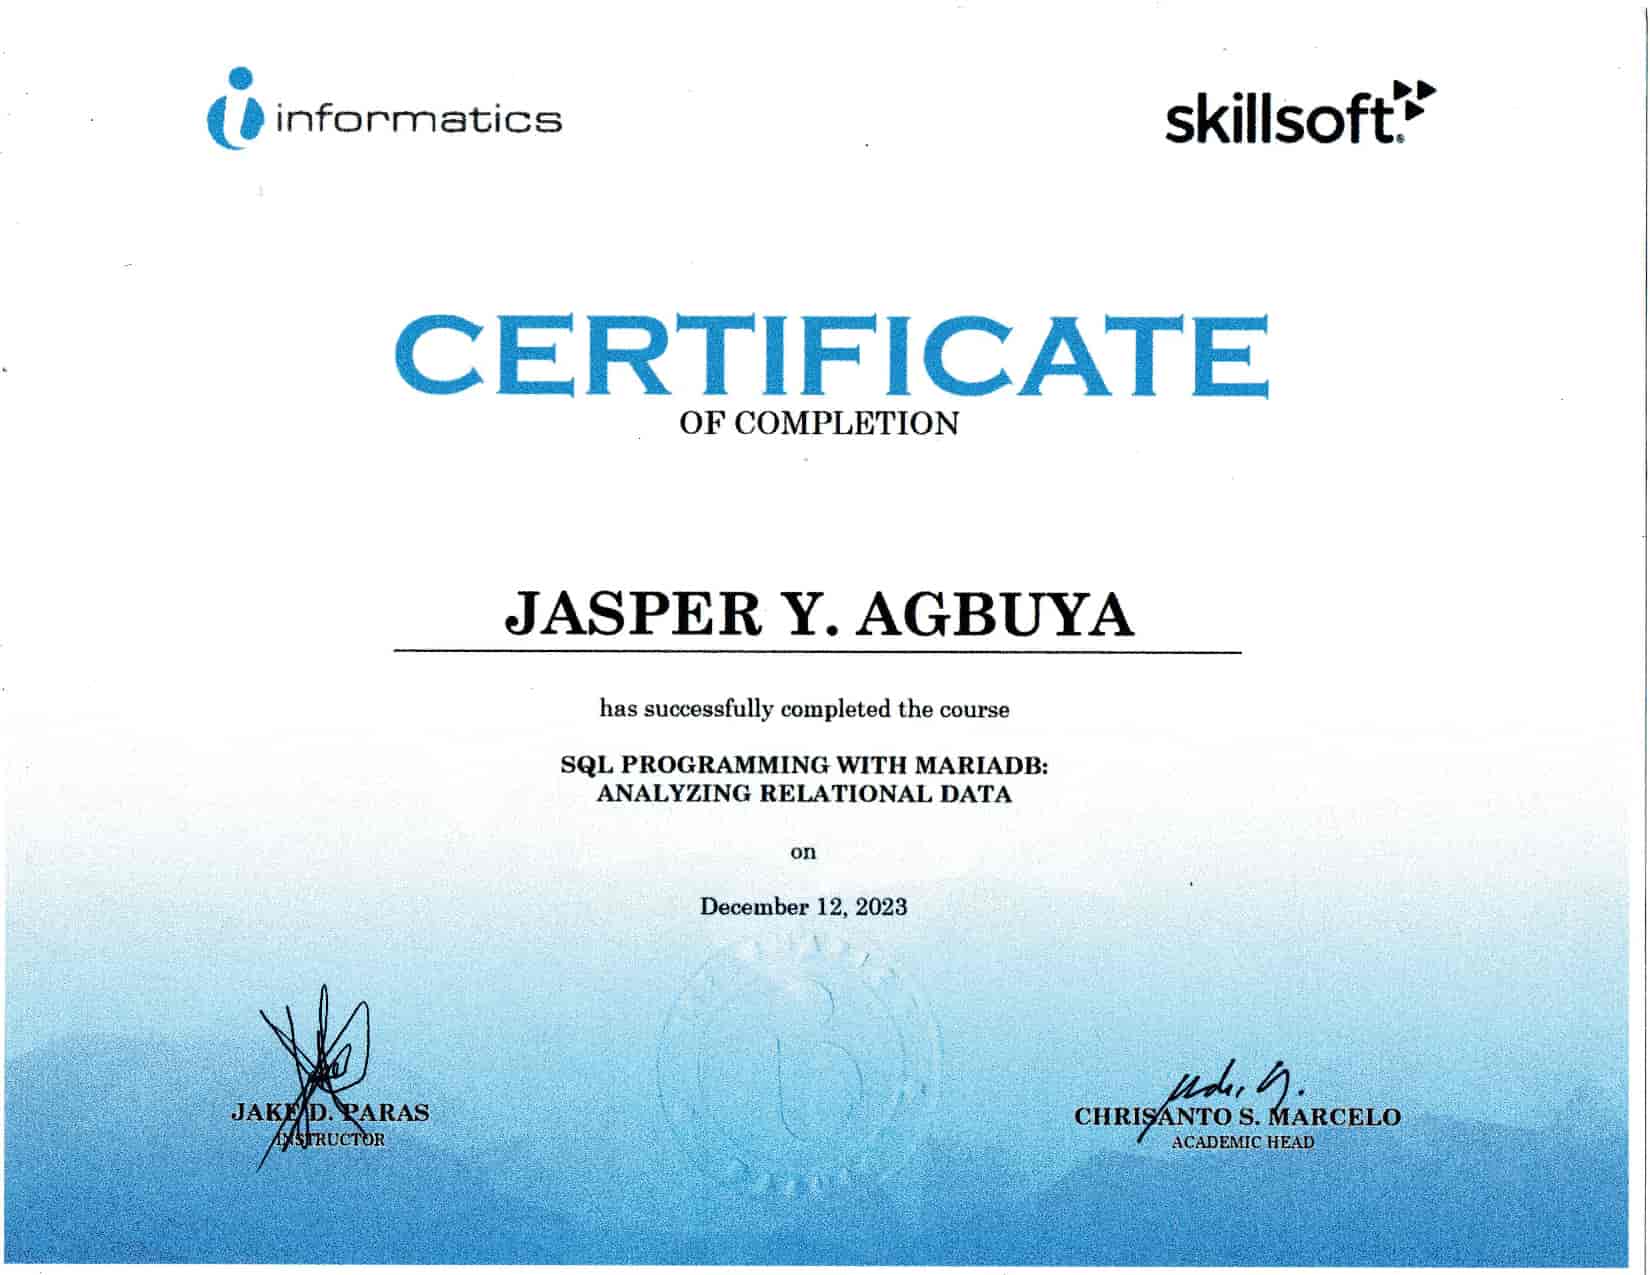 informatics
skillsoft®
CERTIFICATE
OF COMPLETION
JASPER Y. AGBUYA
has successfully completed the course
SQL PROGRAMMING WITH MARIADB:
ANALYZING RELATIONAL DATA
on
December 12, 2023
JAKE D. PARAS
INSTRUCTOR
CHRISANTO S. MARCELO
ACADEMIC HEAD